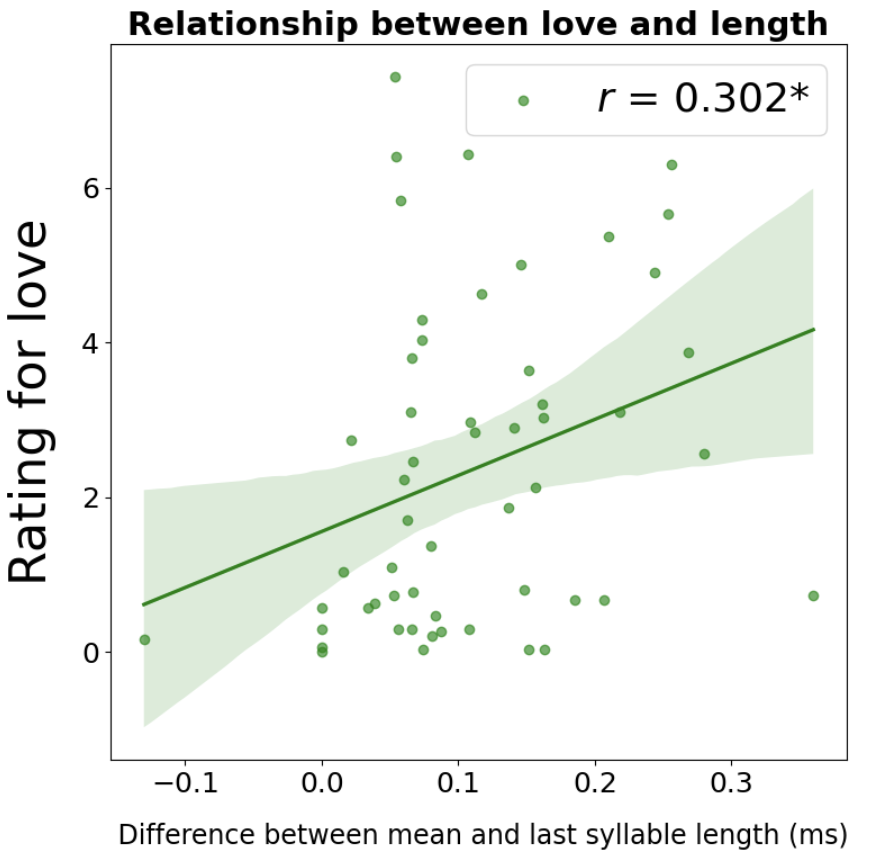 Relationship between love and length
r = 0.302*
Rating for love
6
4
2
0
−0.1 0.0 0.1 0.2 0.3
Difference between mean and last syllable length (ms)